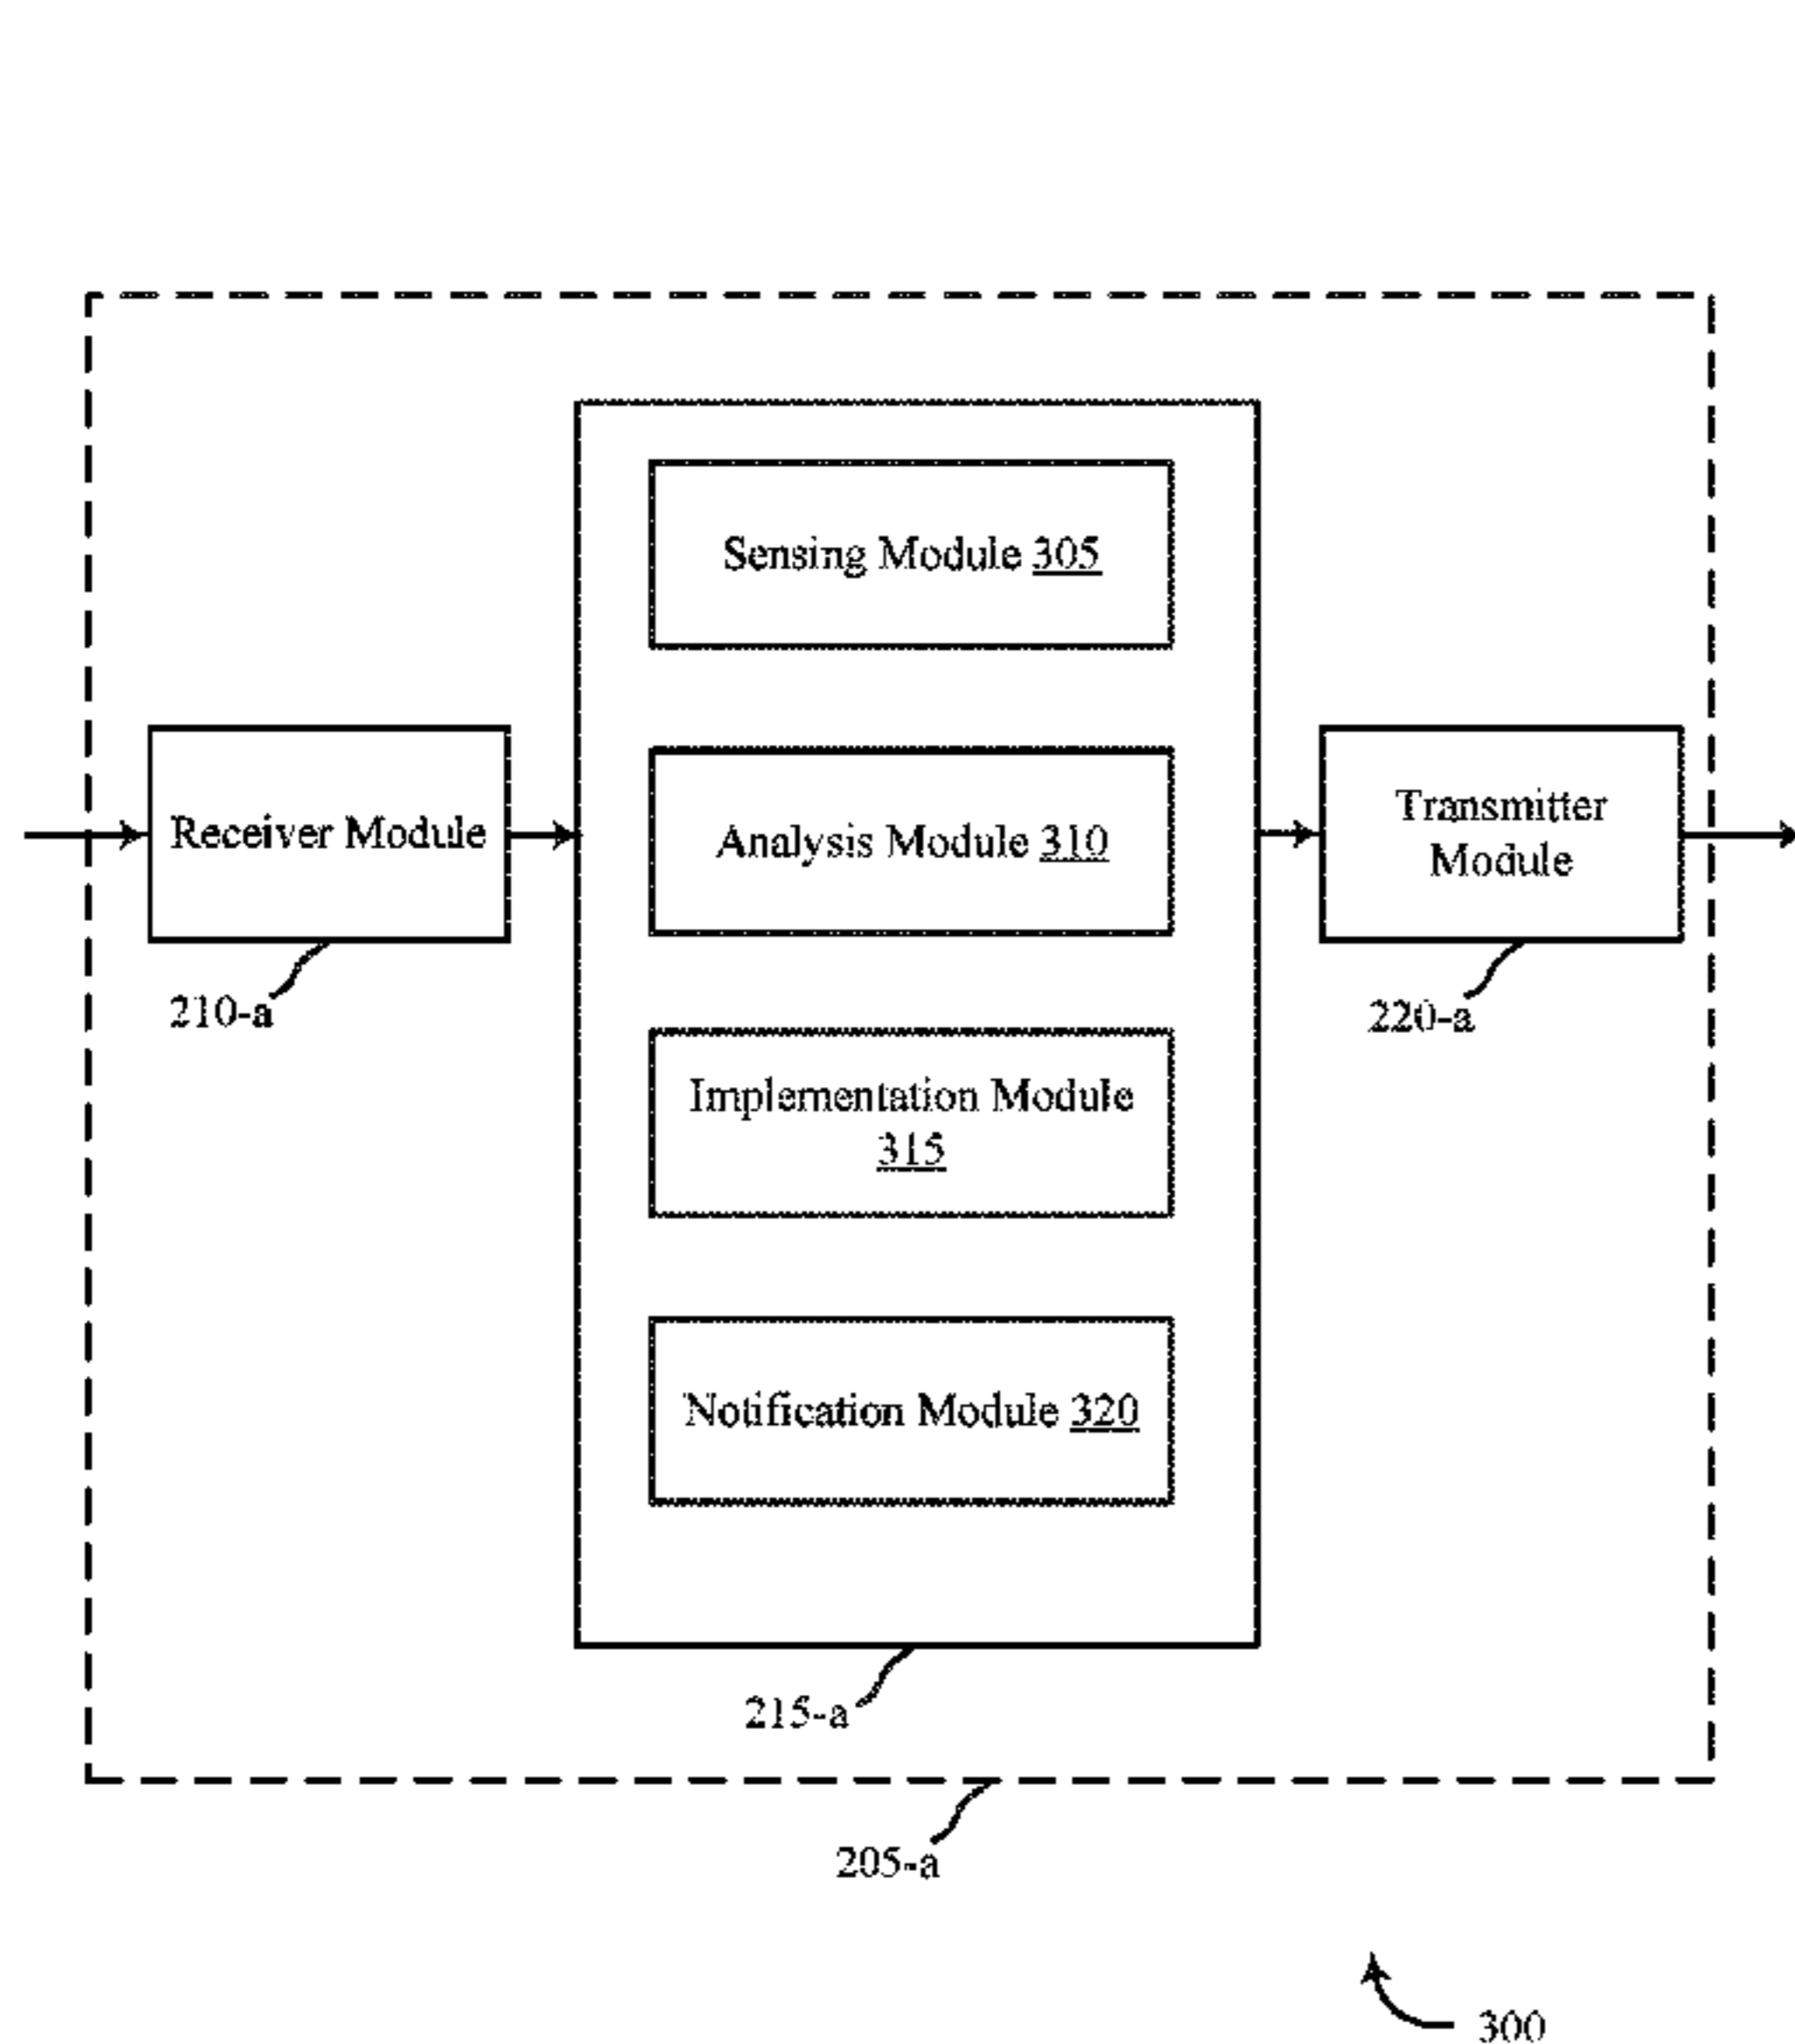 Sensing Module 305
Receiver Module
Analysis Module 310
Transmitter
Module
210-a
220-a
Implementation Module
315
Notification Module 320
215-a
205-a
300